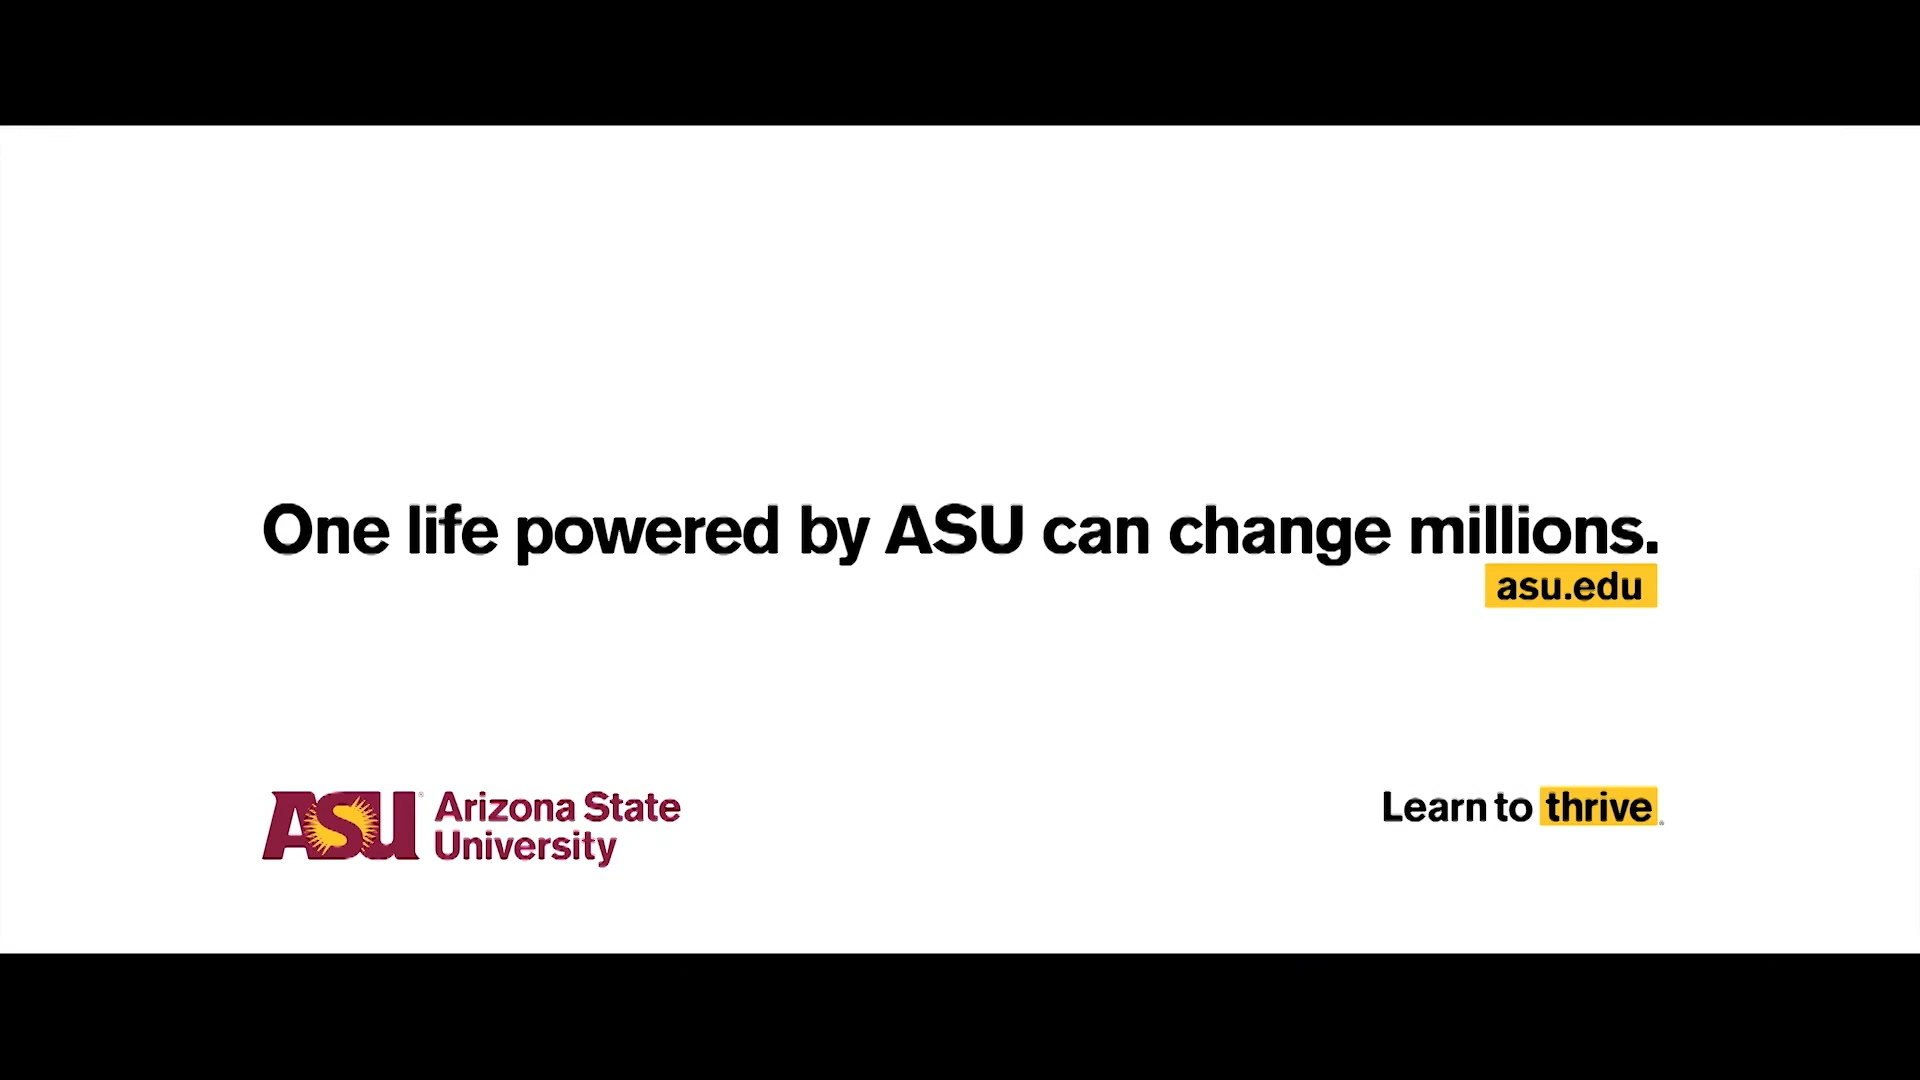 One life powered by ASU can change millions.
asu.edu
ASU Arizona State
University
Learn to thrive